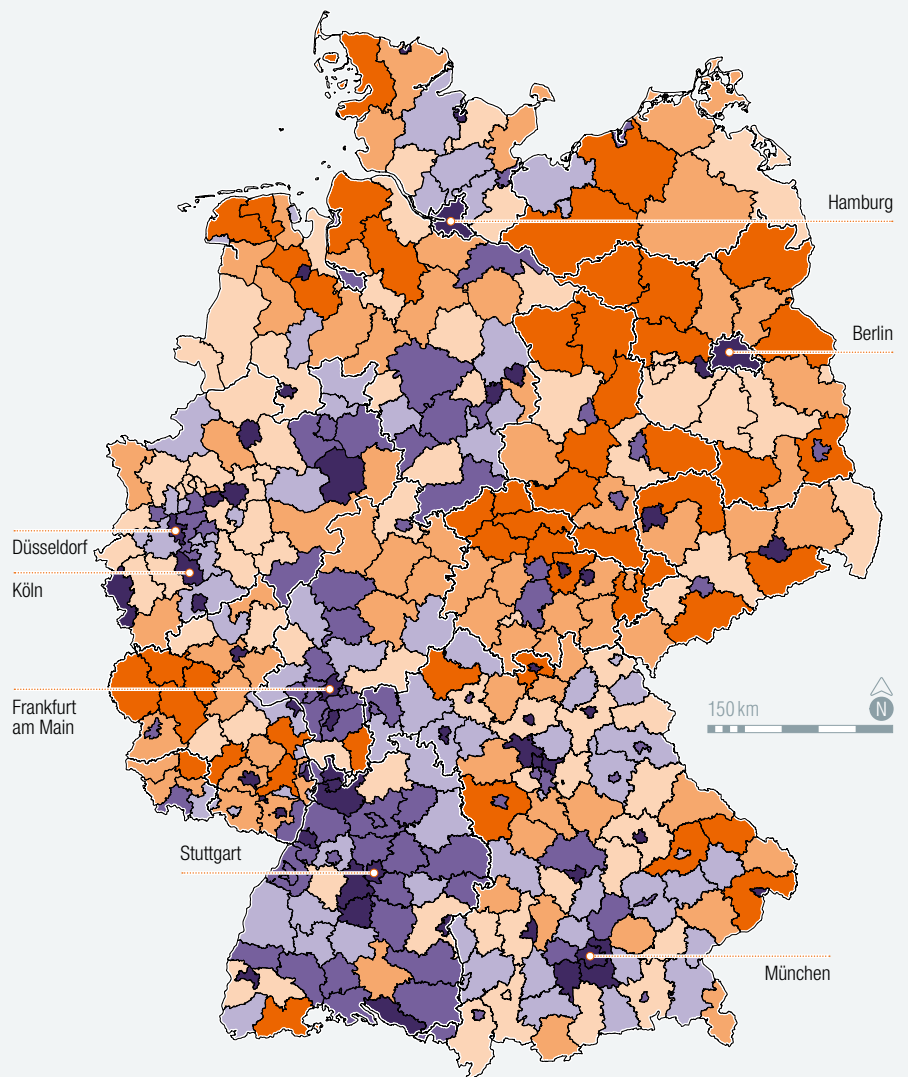 Hamburg
Berlin
Düsseldorf
Köln
Frankfurt
am Main
150 km
N
Stuttgart
München